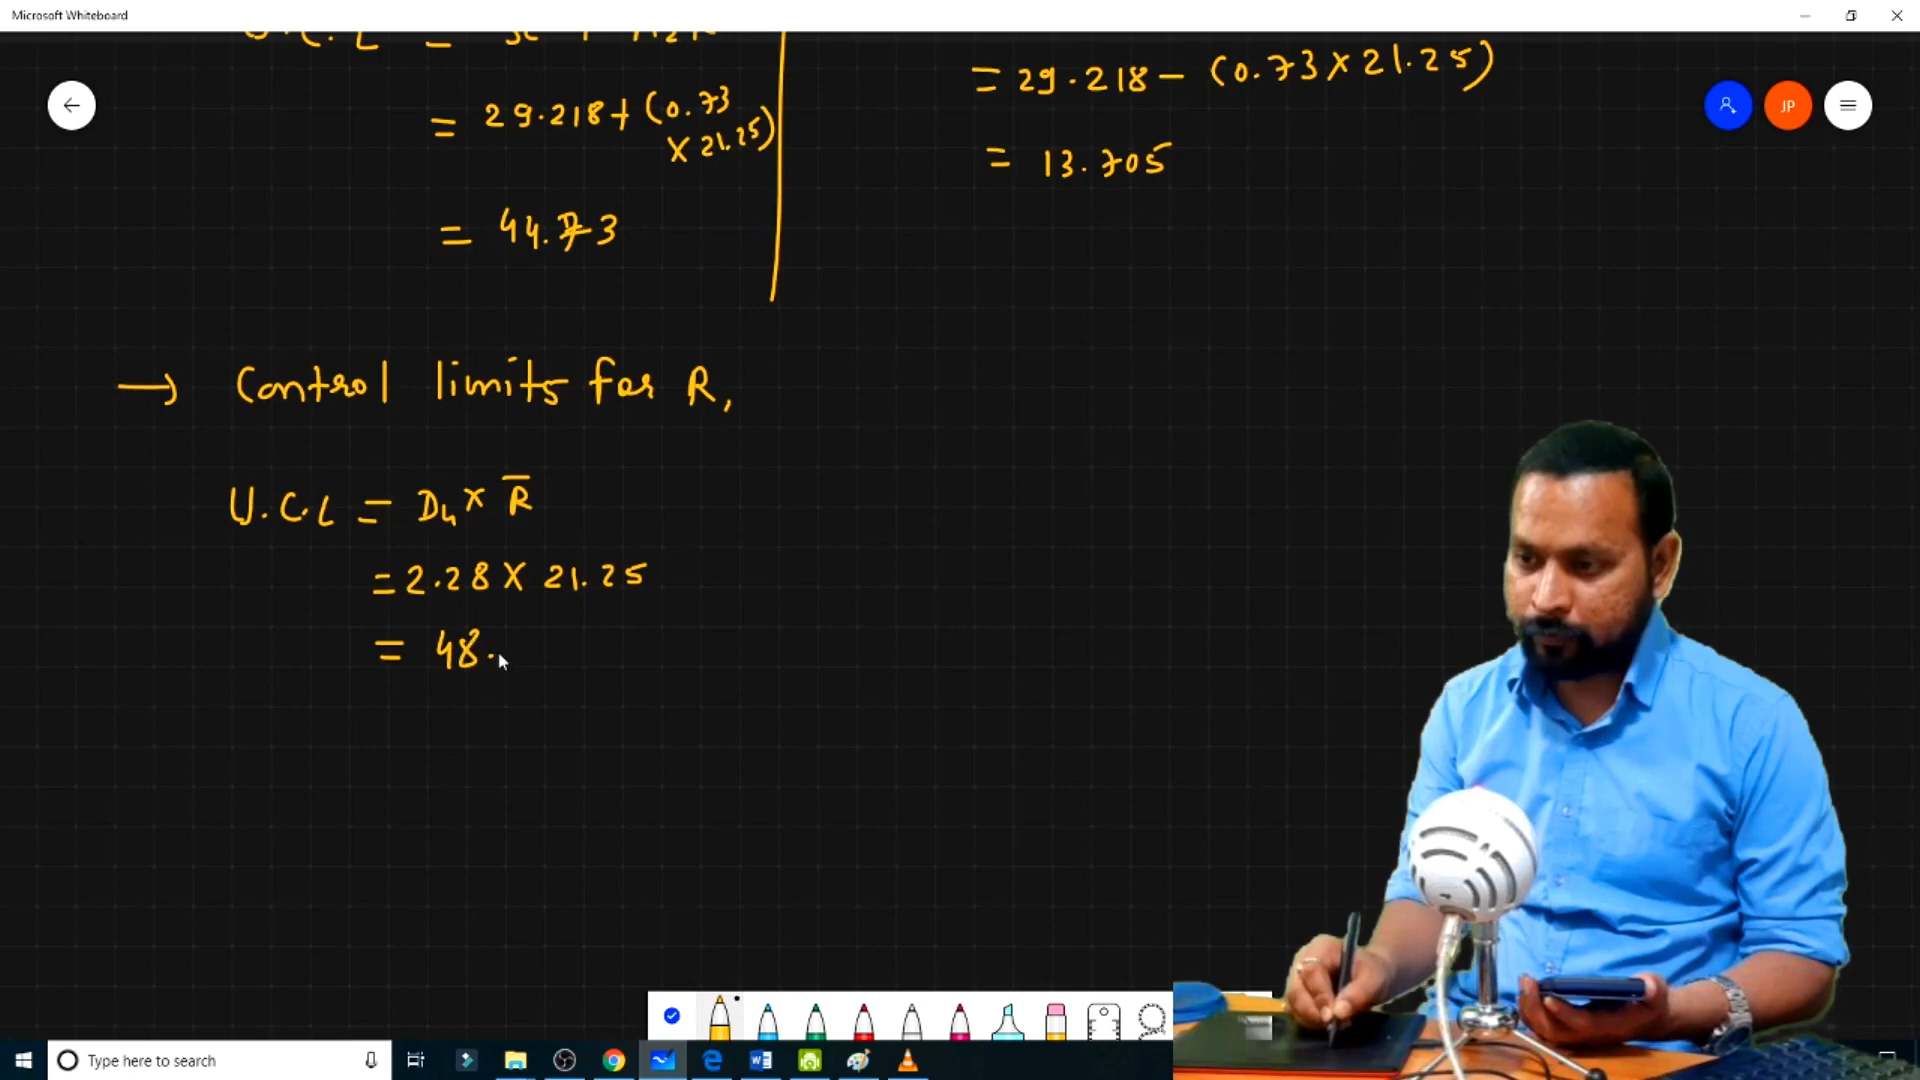 Microsoft Whiteboard
= 29.218 + (0.73
× 21.25)
= 44.73
= 29.218 - (0.73 × 21.25)
= 13.705
JP
→ Control limits for R,
U.C.L = D4 × R̅
= 2.28 × 21.25
= 48.
Type here to search